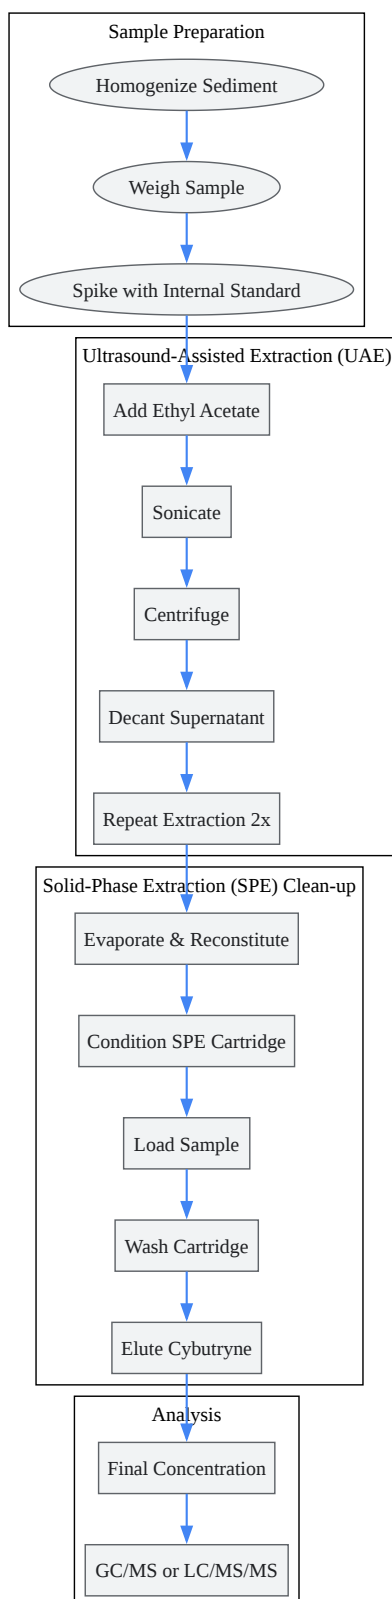 Sample Preparation
Homogenize Sediment
Weigh Sample
Spike with Internal Standard
Ultrasound-Assisted Extraction (UAE)
Add Ethyl Acetate
Sonicate
Centrifuge
Decant Supernatant
Repeat Extraction 2x
Solid-Phase Extraction (SPE) Clean-up
Evaporate & Reconstitute
Condition SPE Cartridge
Load Sample
Wash Cartridge
Elute Cybutryne
Analysis
Final Concentration
GC/MS or LC/MS/MS